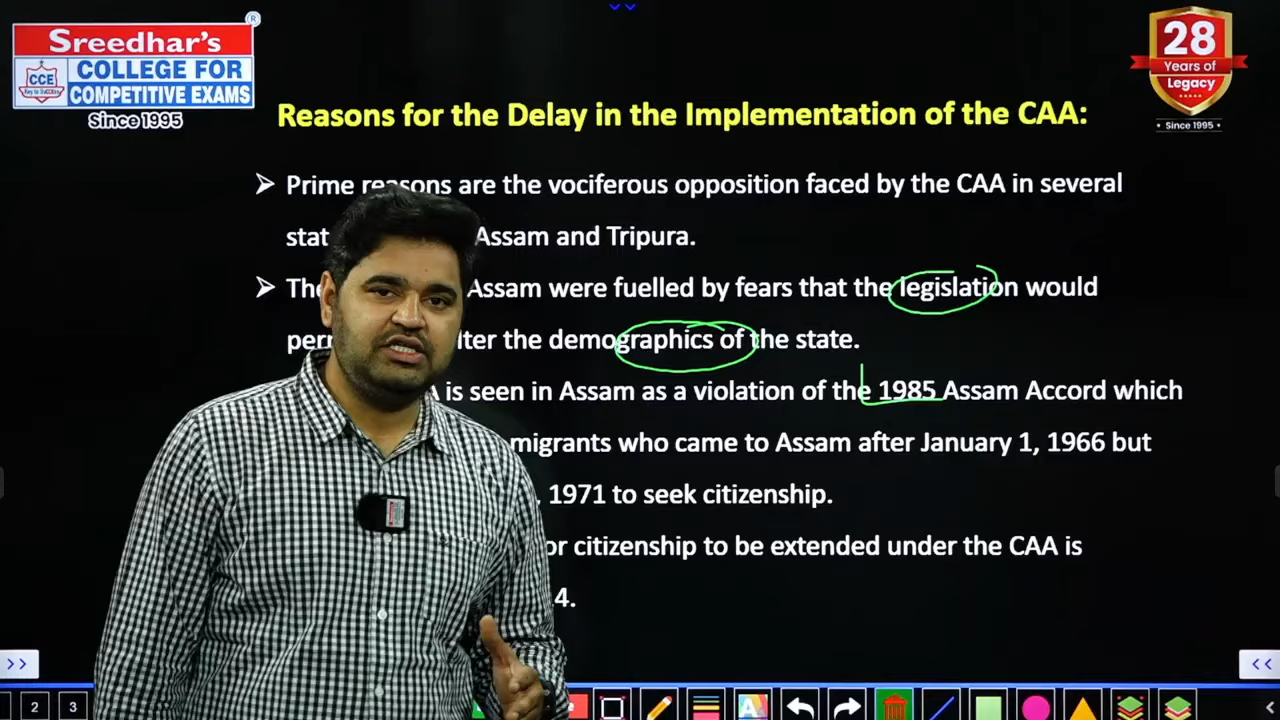 Sreedhar's
®
CCE
COLLEGE FOR
COMPETITIVE EXAMS
Since 1995
28
Years of
Legacy
• Since 1995 •
Reasons for the Delay in the Implementation of the CAA:
➢ Prime reasons are the vociferous opposition faced by the CAA in several
Assam and Tripura.
➢ Assam were fuelled by fears that the legislation would
the demographics of the state.
is seen in Assam as a violation of the 1985 Assam Accord which
migrants who came to Assam after January 1, 1966 but
1971 to seek citizenship.
citizenship to be extended under the CAA is
4.
>>
<<
2
3
A